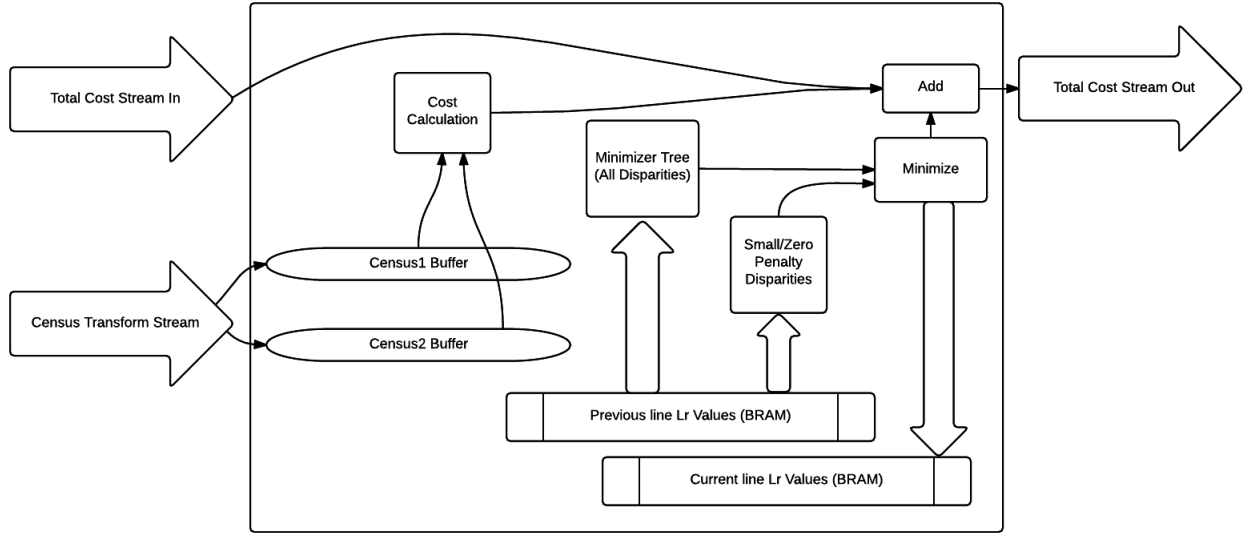 Total Cost Stream In
Cost
Calculation
Add
Total Cost Stream Out
Minimizer Tree
(All Disparities)
Minimize
Small/Zero
Penalty
Disparities
Census1 Buffer
Census Transform Stream
Census2 Buffer
Previous line Lr Values (BRAM)
Current line Lr Values (BRAM)